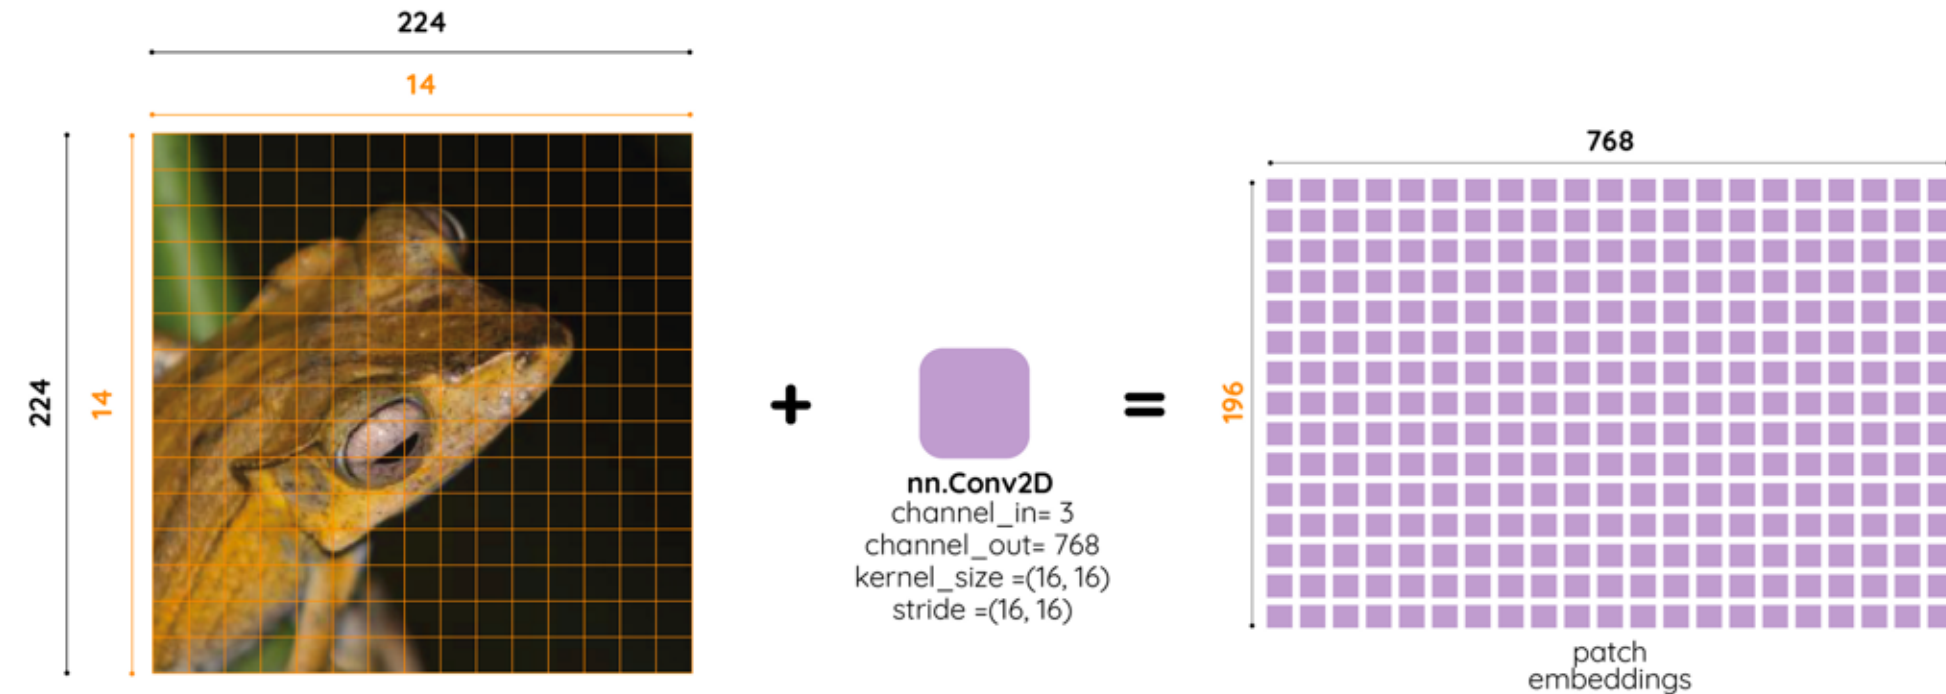 224
14
224
14
nn.Conv2D
channel_in= 3
channel_out= 768
kernel_size =(16, 16)
stride =(16, 16)
768
196
patch
embeddings